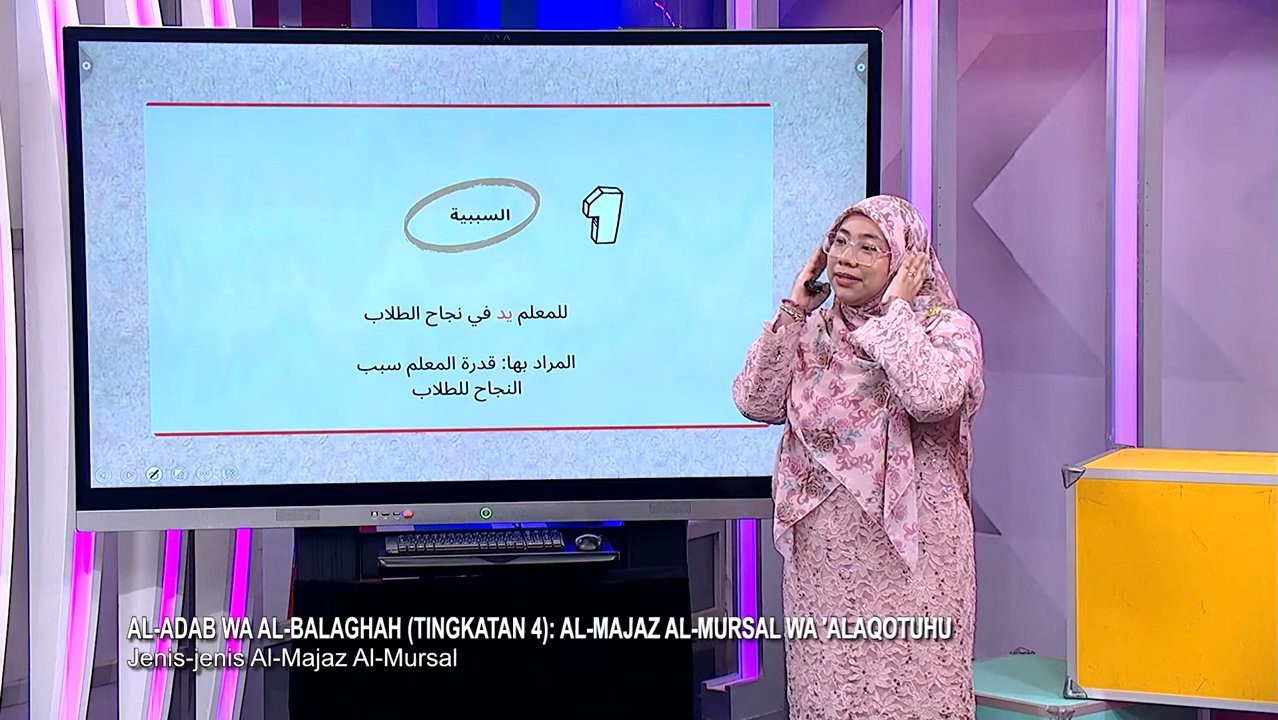 السببية
1
للمعلم يد في نجاح الطلاب
المراد بها: قدرة المعلم سبب
النجاح للطلاب
AL-ADAB WA AL-BALAGHAH (TINGKATAN 4): AL-MAJAZ AL-MURSAL WA 'ALAQOTUHU
Jenis-jenis Al-Majaz Al-Mursal